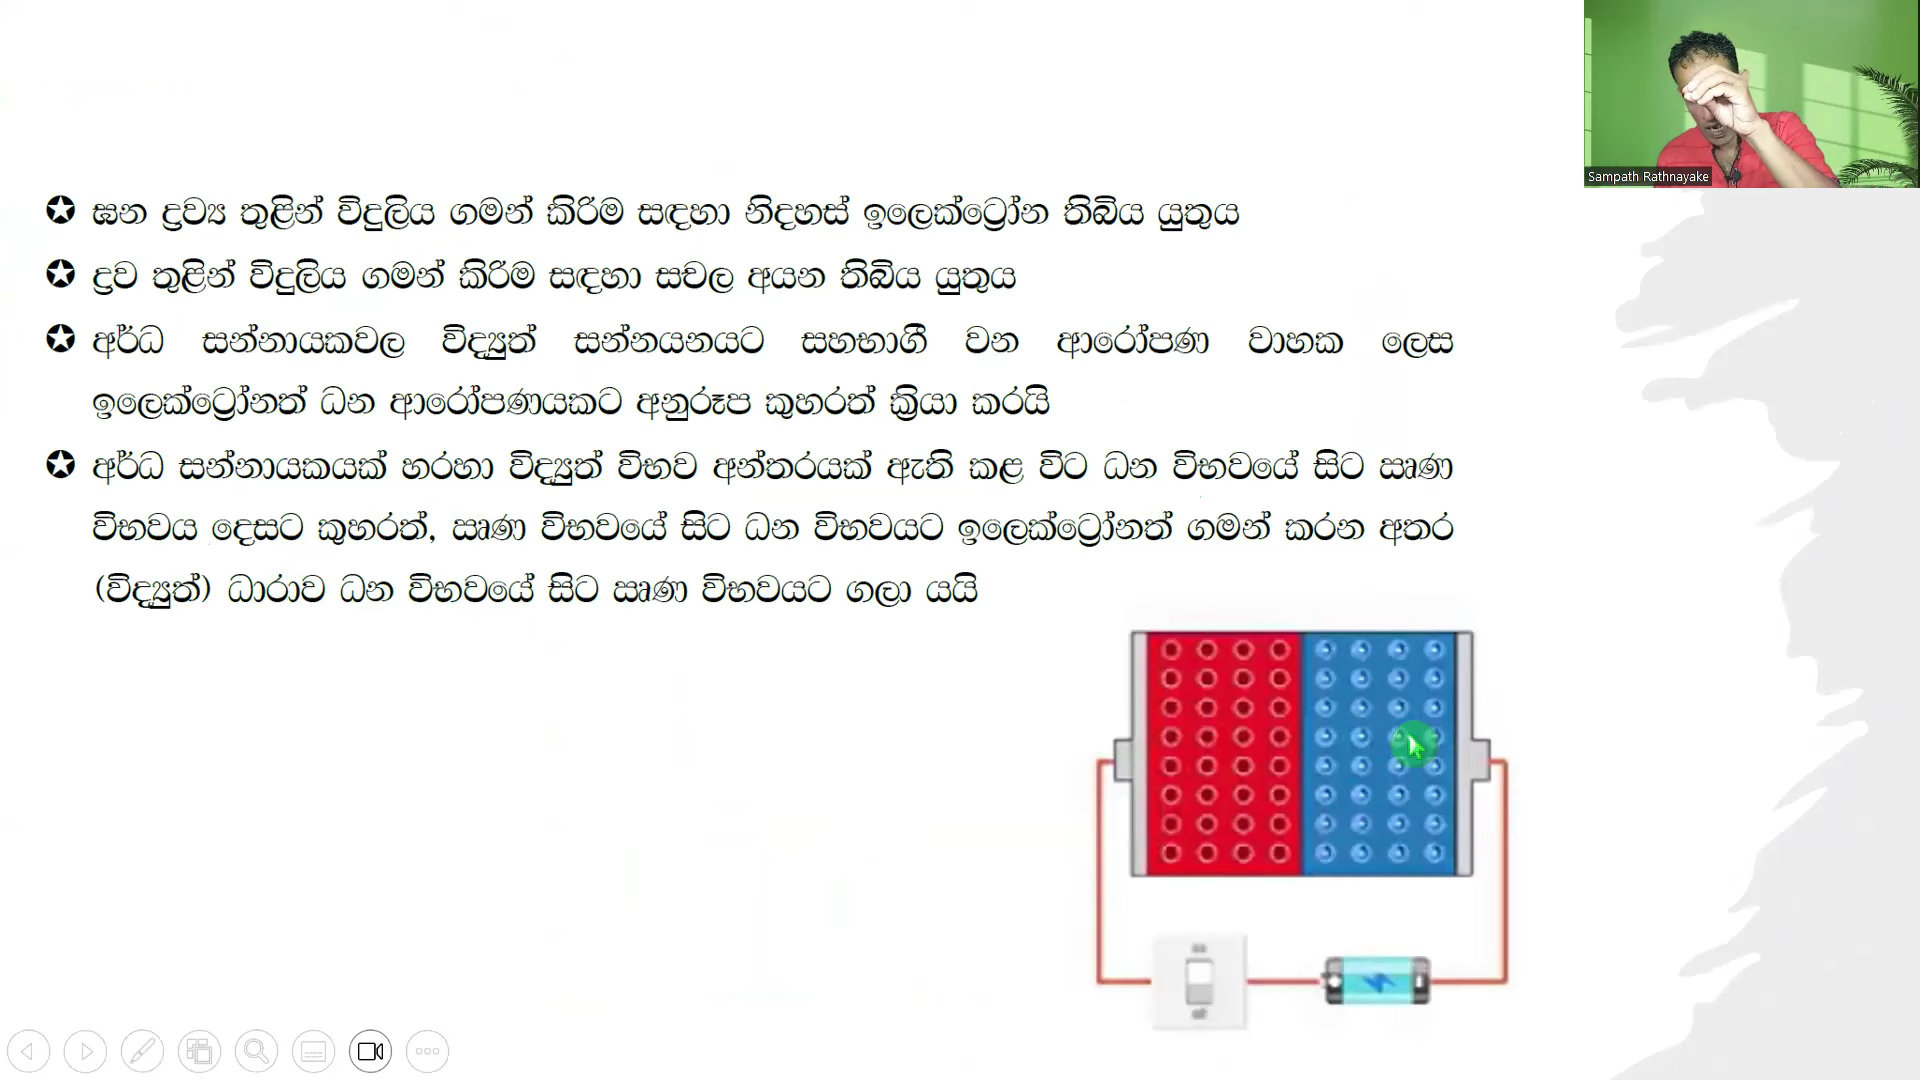 Sampath Rathnayake
✪ ඝන ද්‍රව්‍ය තුළින් විදුලිය ගමන් කිරිම සඳහා නිදහස් ඉලෙක්ට්‍රෝන තිබිය යුතුය
✪ ද්‍රව තුළින් විදුලිය ගමන් කිරිම සඳහා සචල අයන තිබිය යුතුය
✪ අර්ධ සන්නායකවල විද්‍යුත් සන්නයනයට සහභාගී වන ආරෝපණ වාහක ලෙස
ඉලෙක්ට්‍රෝනත් ධන ආරෝපණයකට අනුරූප කුහරත් ක්‍රියා කරයි
✪ අර්ධ සන්නායකයක් හරහා විද්‍යුත් විභව අන්තරයක් ඇති කළ විට ධන විභවයේ සිට ඍණ
විභවය දෙසට කුහරත්, ඍණ විභවයේ සිට ධන විභවයට ඉලෙක්ට්‍රෝනත් ගමන් කරන අතර
(විද්‍යුත්) ධාරාව ධන විභවයේ සිට ඍණ විභවයට ගලා යයි